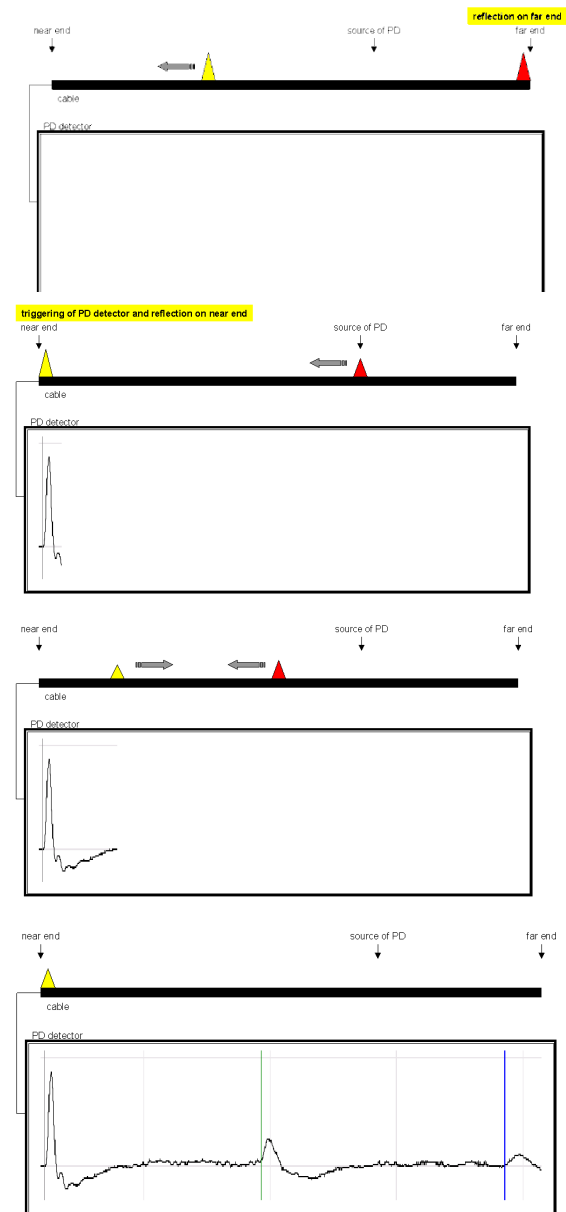 reflection on far end
near end source of PD far end
cable
PD detector
triggering of PD detector and reflection on near end
near end source of PD far end
cable
PD detector
near end source of PD far end
cable
PD detector
near end source of PD far end
cable
PD detector